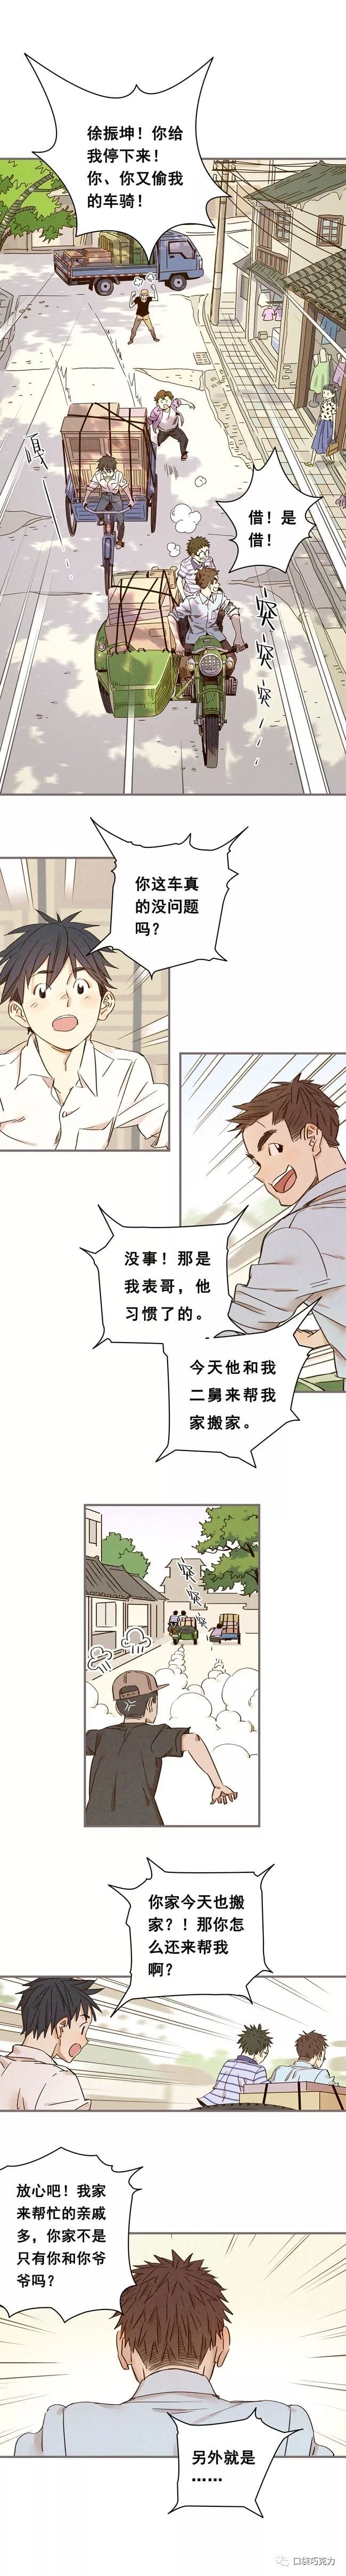 徐振坤！你给
我停下来！
你、你又偷我
的车骑！
嘎
借！是
借！
突
突
突
你这车真
的没问题
吗？
没事！那是
我表哥，他
习惯了的。
今天他和我
二舅来帮我
家搬家。
突
突
突
你家今天也搬
家？！那你怎
么还来帮我
啊？
放心吧！我家
来帮忙的亲戚
多，你家不是
只有你和你爷
爷吗？
另外就是
……
口袋巧克力